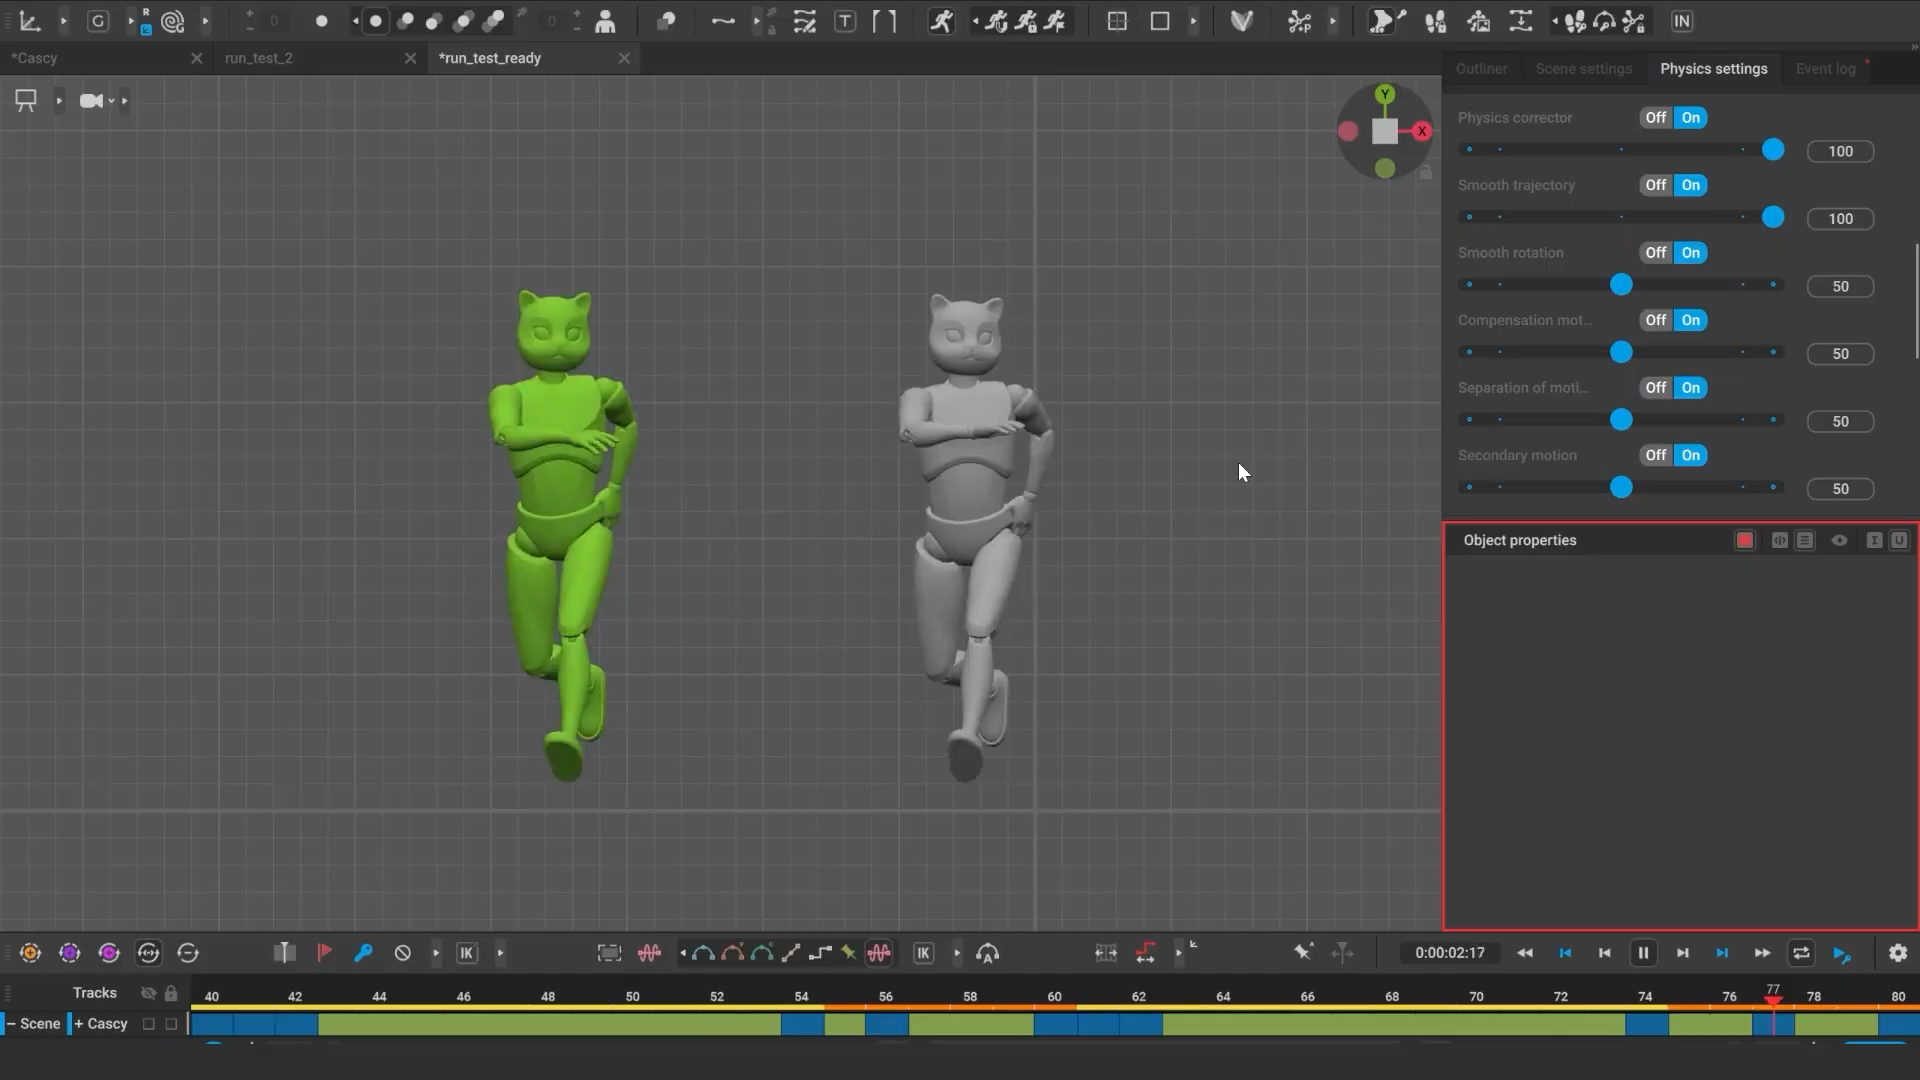 G
R
0
0
T
IN
*Cascy
run_test_2
*run_test_ready
Y
X
Outliner
Scene settings
Physics settings
Event log
Physics corrector
Off
On
100
Smooth trajectory
Off
On
100
Smooth rotation
Off
On
50
Compensation mot...
Off
On
50
Separation of moti...
Off
On
50
Secondary motion
Off
On
50
Object properties
I
U
IK
IK
0:00:02:17
Tracks
40
42
44
46
48
50
52
54
56
58
60
62
64
66
68
70
72
74
76
77
78
80
− Scene
+ Cascy